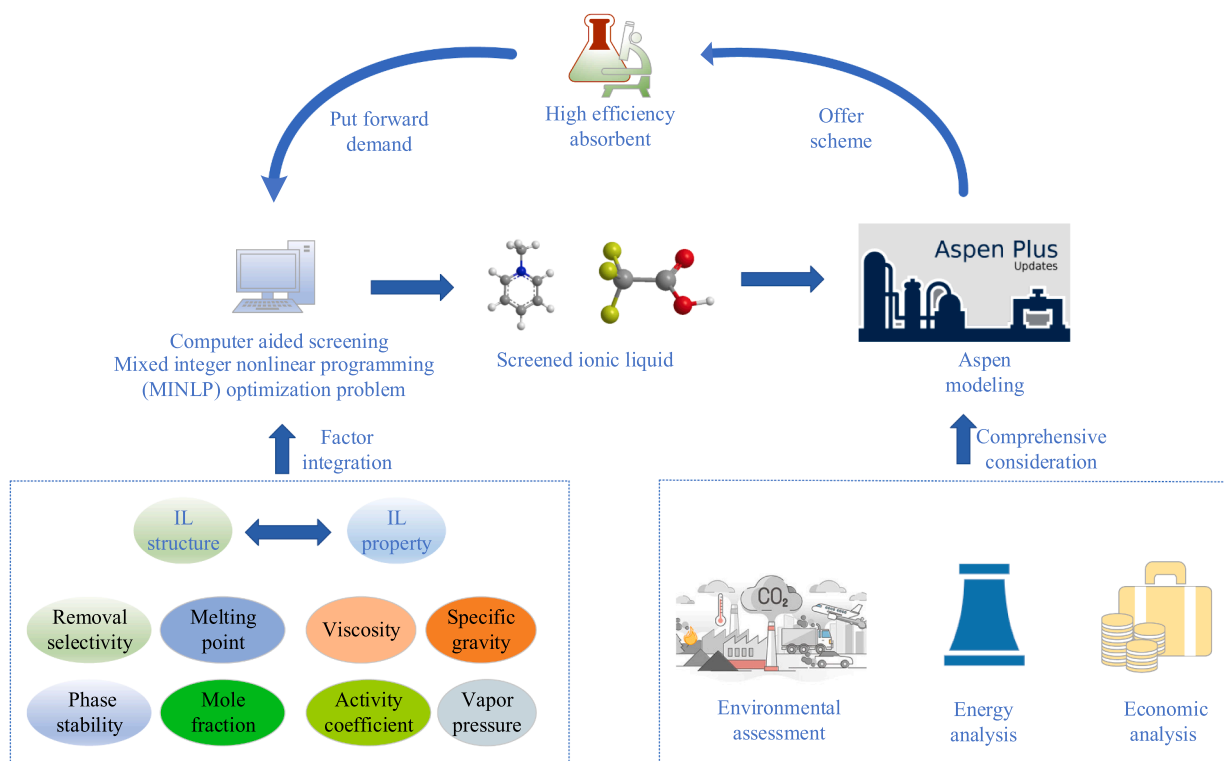 High efficiency
absorbent
Put forward
demand
Offer
scheme
Aspen Plus
Updates
Computer aided screening
Mixed integer nonlinear programming
(MINLP) optimization problem
Screened ionic liquid
Aspen
modeling
Factor
integration
Comprehensive
consideration
IL
structure
IL
property
Removal
selectivity
Melting
point
Viscosity
Specific
gravity
Phase
stability
Mole
fraction
Activity
coefficient
Vapor
pressure
CO2
Environmental
assessment
Energy
analysis
Economic
analysis